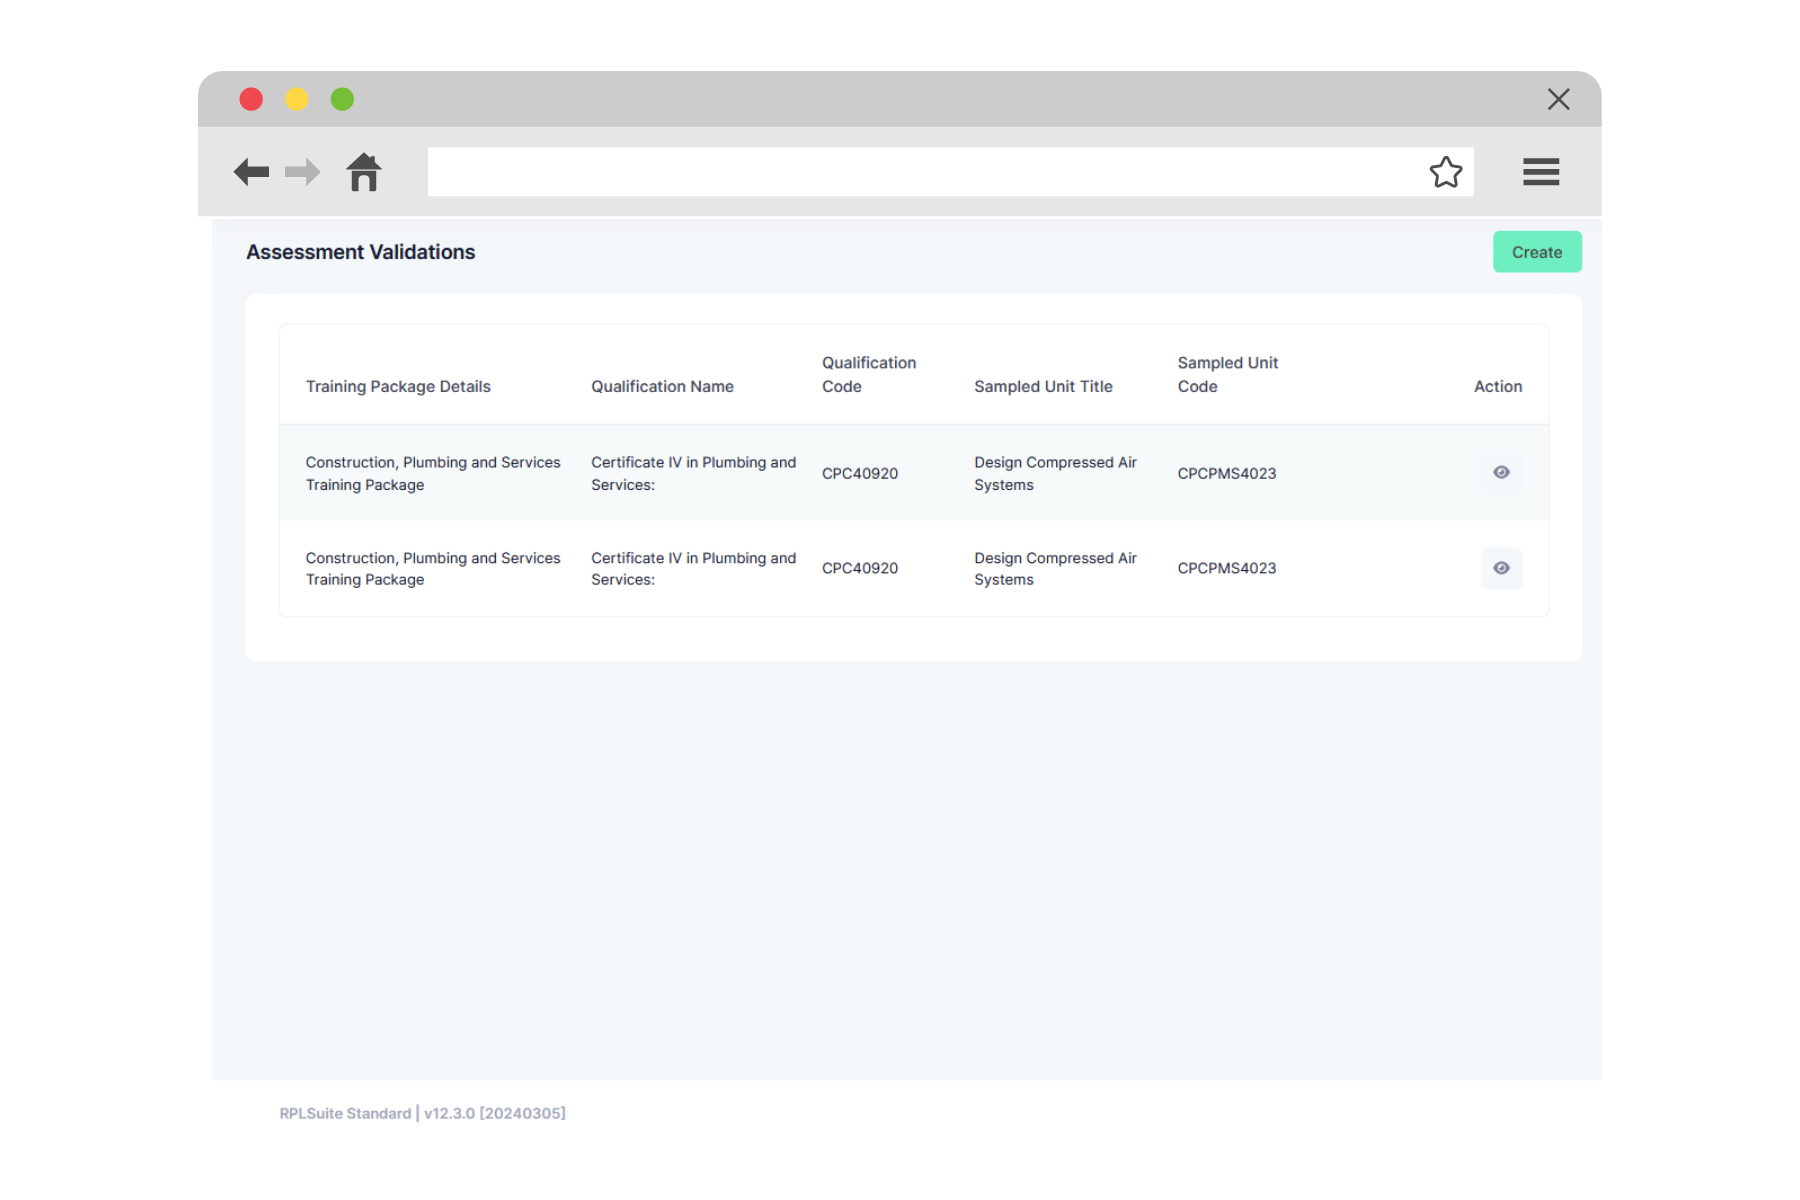 Assessment Validations
Create
Training Package Details
Qualification Name
Qualification
Code
Sampled Unit Title
Sampled Unit
Code
Action
Construction, Plumbing and Services
Training Package
Certificate IV in Plumbing and
Services:
CPC40920
Design Compressed Air
Systems
CPCPMS4023
Construction, Plumbing and Services
Training Package
Certificate IV in Plumbing and
Services:
CPC40920
Design Compressed Air
Systems
CPCPMS4023
RPLSuite Standard | v12.3.0 [20240305]